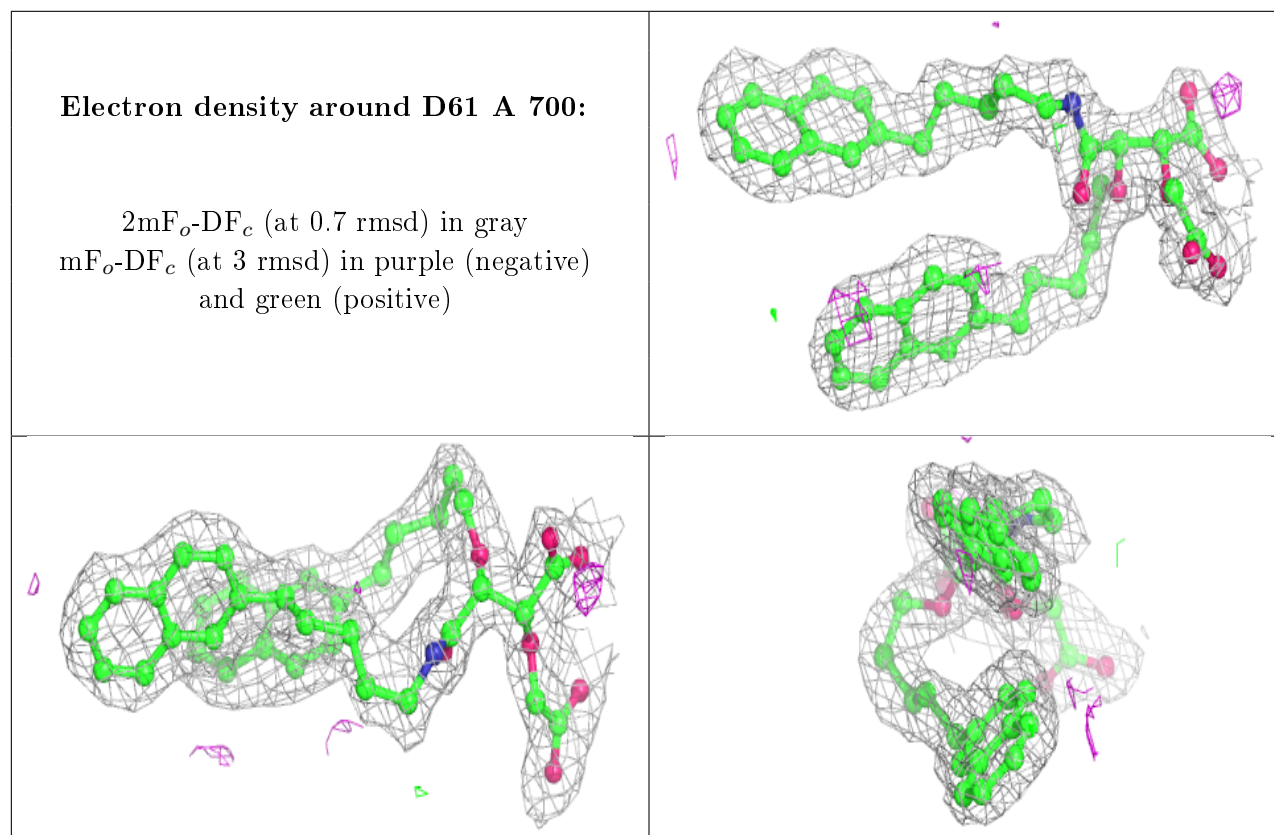 Electron density around D61 A 700:
2mFₒ-DF𝒸 (at 0.7 rmsd) in gray
mFₒ-DF𝒸 (at 3 rmsd) in purple (negative)
and green (positive)